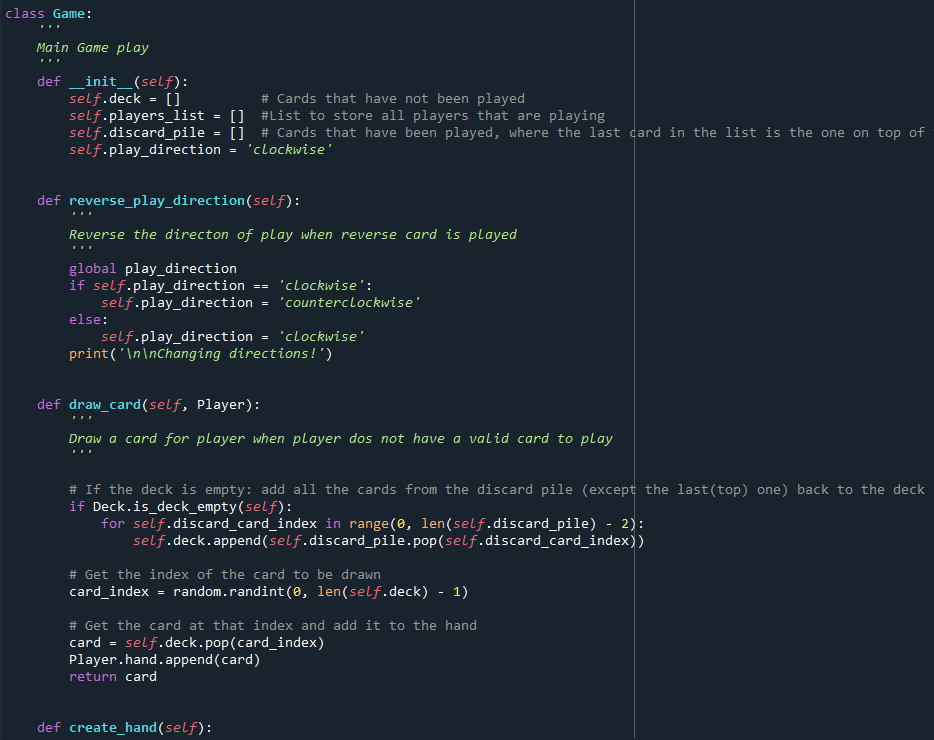 class Game:
    '''
    Main Game play
    '''
    def __init__(self):
        self.deck = []          # Cards that have not been played
        self.players_list = []  #List to store all players that are playing
        self.discard_pile = []  # Cards that have been played, where the last card in the list is the one on top of
        self.play_direction = 'clockwise'
    def reverse_play_direction(self):
        '''
        Reverse the directon of play when reverse card is played
        '''
        global play_direction
        if self.play_direction == 'clockwise':
            self.play_direction = 'counterclockwise'
        else:
            self.play_direction = 'clockwise'
        print('\n\nChanging directions!')
    def draw_card(self, Player):
        '''
        Draw a card for player when player dos not have a valid card to play
        '''
        # If the deck is empty: add all the cards from the discard pile (except the last(top) one) back to the deck
        if Deck.is_deck_empty(self):
            for self.discard_card_index in range(0, len(self.discard_pile) - 2):
                self.deck.append(self.discard_pile.pop(self.discard_card_index))
        # Get the index of the card to be drawn
        card_index = random.randint(0, len(self.deck) - 1)
        # Get the card at that index and add it to the hand
        card = self.deck.pop(card_index)
        Player.hand.append(card)
        return card
    def create_hand(self):